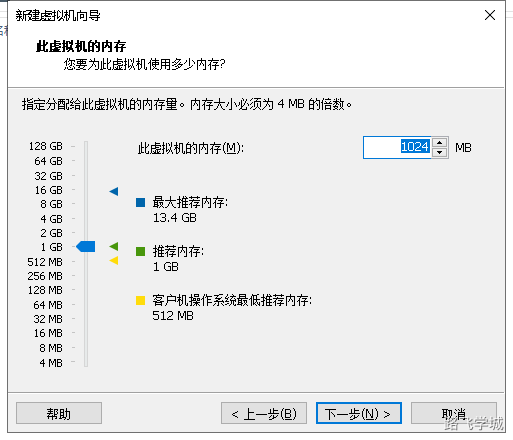 新建虚拟机向导
此虚拟机的内存
您要为此虚拟机使用多少内存?
指定分配给此虚拟机的内存量。内存大小必须为 4 MB 的倍数。
此虚拟机的内存(M): 1024 MB
128 GB
64 GB
32 GB
16 GB
8 GB
4 GB
2 GB
1 GB
512 MB
256 MB
128 MB
64 MB
32 MB
16 MB
8 MB
4 MB
最大推荐内存:
13.4 GB
推荐内存:
1 GB
客户机操作系统最低推荐内存:
512 MB
帮助 < 上一步(B) 下一步(N) > 取消
路飞学城